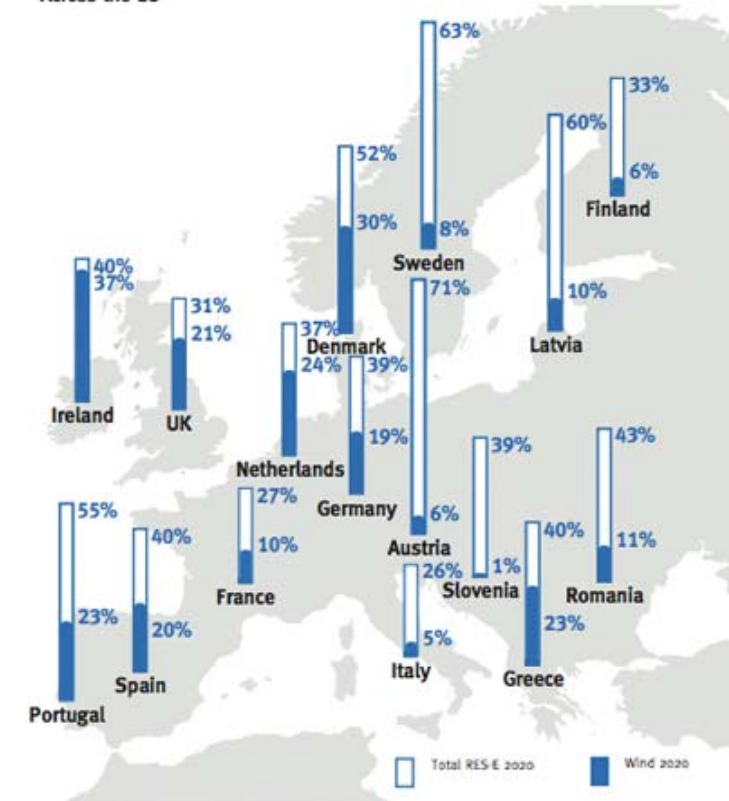 63%
33%
60%
52%
6%
Finland
30%
8%
Sweden
40%
37%
71%
10%
31%
21%
37%
Denmark
Latvia
24%
39%
Ireland
UK
19%
39%
43%
Netherlands
27%
Germany
55%
6%
40%
40%
10%
Austria
11%
26%
1%
Slovenia
Romania
France
23%
20%
5%
23%
Italy
Greece
Spain
Portugal
Total RES-E 2020
Wind 2020